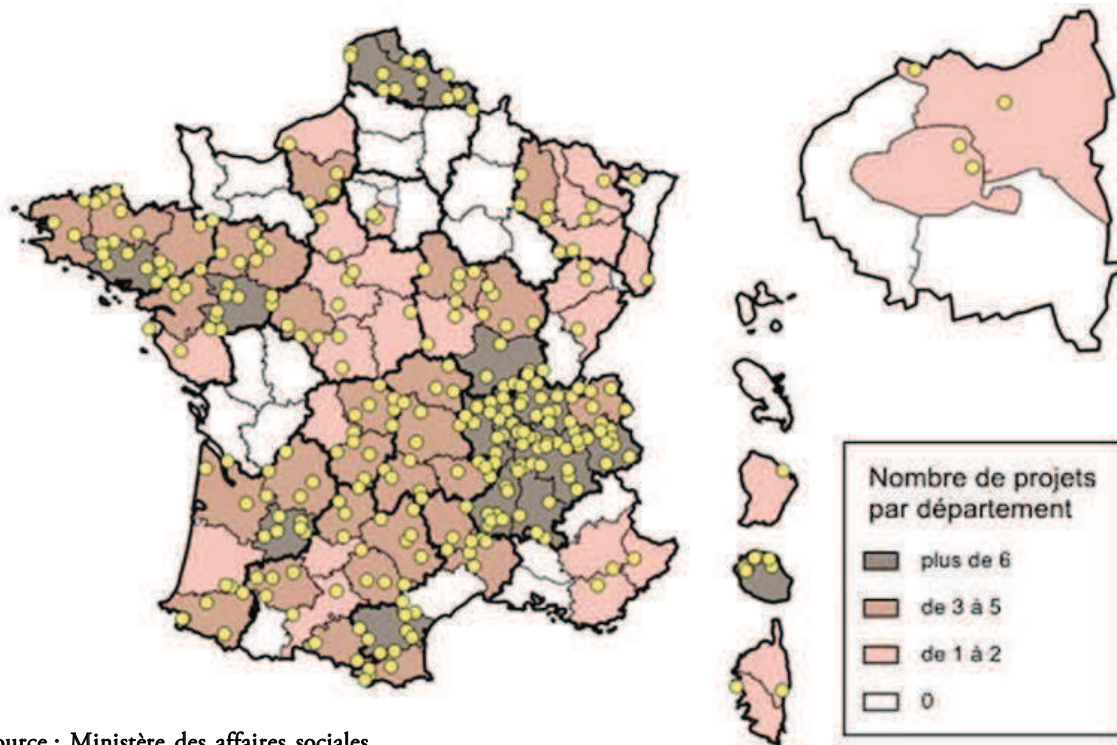 Nombre de projets
par département
plus de 6
de 3 à 5
de 1 à 2
0
ource : Ministère des affaires sociales